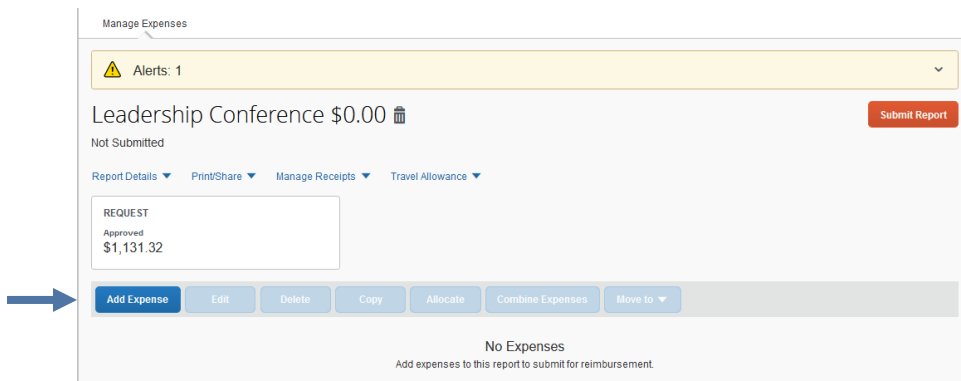 Manage Expenses
Alerts: 1
Leadership Conference $0.00
Submit Report
Not Submitted
Report Details Print/Share Manage Receipts Travel Allowance
REQUEST
Approved
$1,131.32
Add Expense Edit Delete Copy Allocate Combine Expenses Move to
No Expenses
Add expenses to this report to submit for reimbursement.